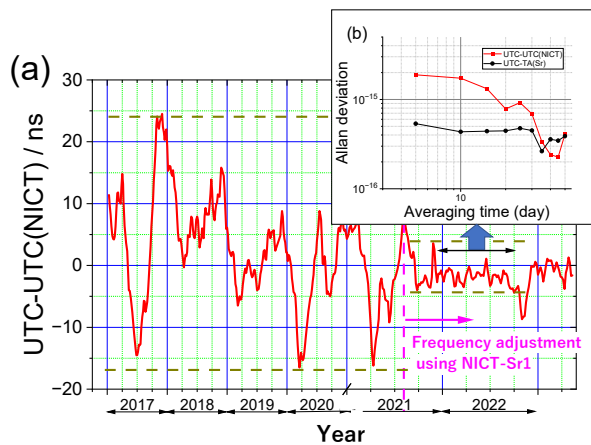 (a)
(b)
UTC-UTC(NICT)
UTC-TA(Sr)
Allan deviation
10⁻¹⁵
10⁻¹⁶
10
Averaging time (day)
UTC-UTC(NICT) / ns
30
20
10
0
−10
−20
Frequency adjustment
using NICT-Sr1
2017 2018 2019 2020 2021 2022
Year